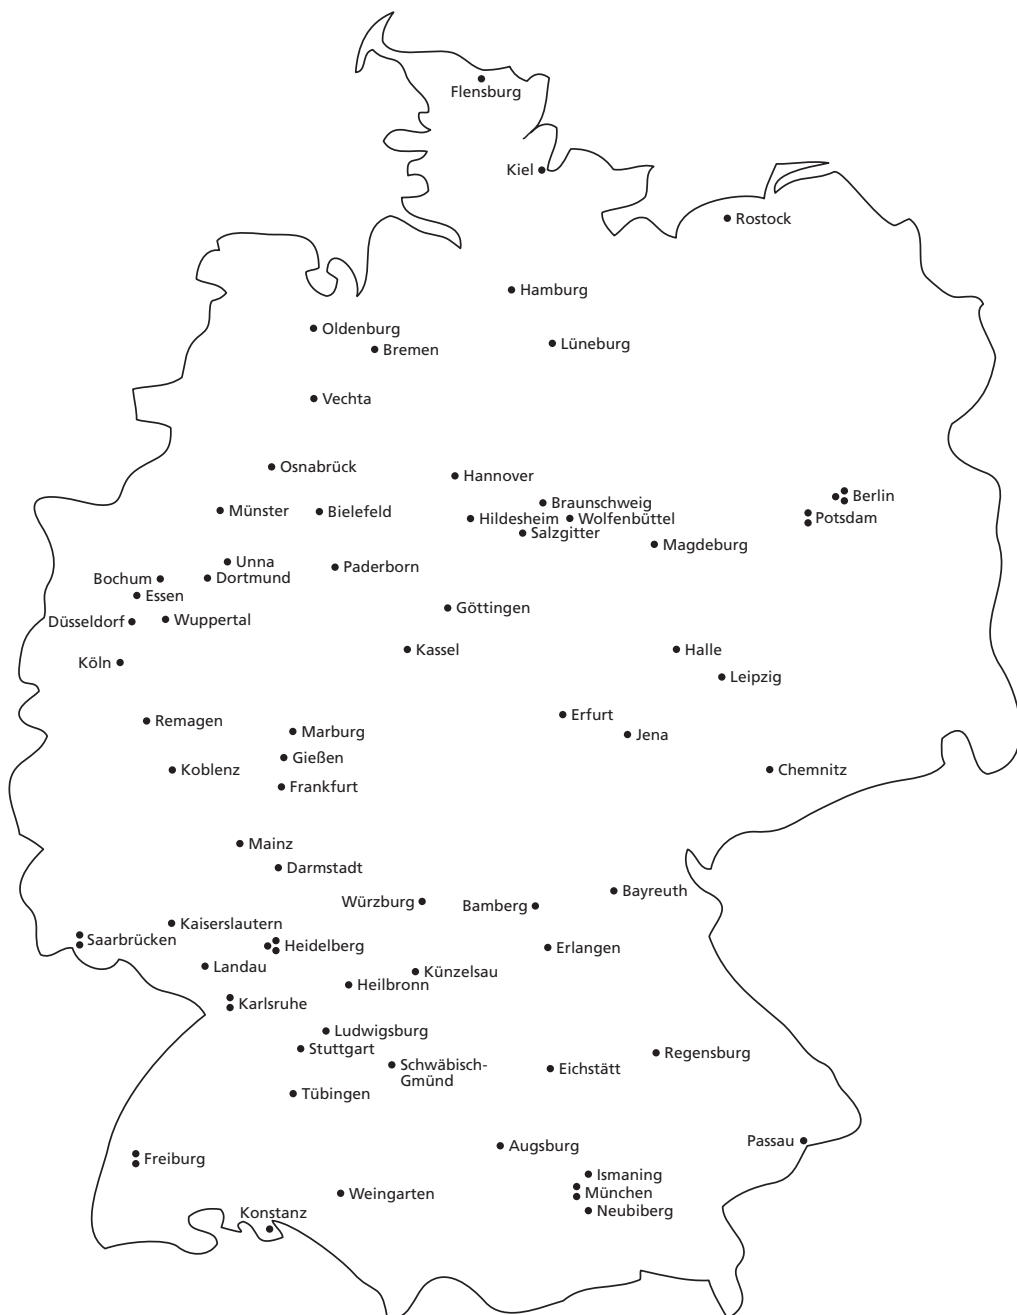 Flensburg
Kiel
Rostock
Hamburg
Oldenburg
Lüneburg
Bremen
Vechta
Osnabrück
Hannover
Berlin
Braunschweig
Münster
Bielefeld
Hildesheim
Wolfenbüttel
Potsdam
Salzgitter
Magdeburg
Unna
Paderborn
Bochum
Dortmund
Essen
Göttingen
Düsseldorf
Wuppertal
Kassel
Halle
Köln
Leipzig
Erfurt
Remagen
Marburg
Jena
Gießen
Koblenz
Chemnitz
Frankfurt
Mainz
Darmstadt
Bayreuth
Würzburg
Bamberg
Kaiserslautern
Saarbrücken
Heidelberg
Erlangen
Landau
Künzelsau
Heilbronn
Karlsruhe
Ludwigsburg
Stuttgart
Regensburg
Schwäbisch-
Gmünd
Eichstätt
Tübingen
Passau
Augsburg
Freiburg
Ismaning
Weingarten
München
Neubiberg
Konstanz